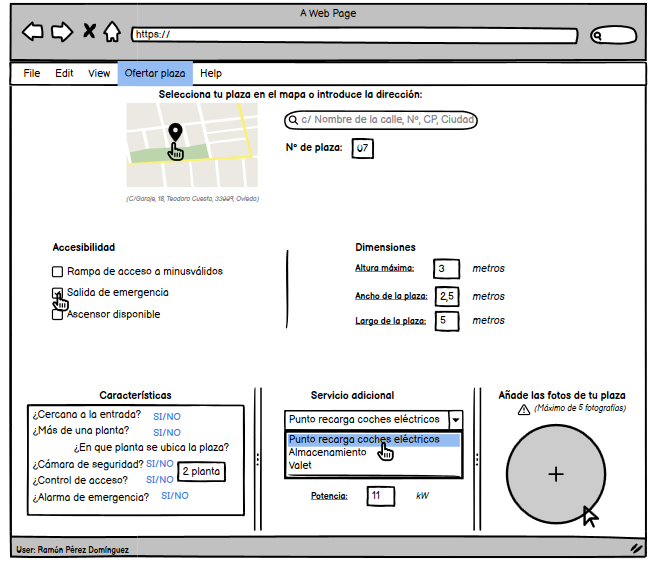 A Web Page
https://
File Edit View Ofertar plaza Help
Selecciona tu plaza en el mapa o introduce la dirección:
c/ Nombre de la calle, Nº, CP, Ciudad
Nº de plaza: 07
(C/Garaje, 18, Teodoro Cuesta, 33999, Oviedo)
Accesibilidad
Rampa de acceso a minusválidos
Salida de emergencia
Ascensor disponible
Dimensiones
Altura máxima: 3 metros
Ancho de la plaza: 2,5 metros
Largo de la plaza: 5 metros
Características
¿Cercana a la entrada? SI/NO
¿Más de una planta? SI/NO
¿En que planta se ubica la plaza?
2 planta
¿Cámara de seguridad? SI/NO
¿Control de acceso? SI/NO
¿Alarma de emergencia? SI/NO
Servicio adicional
Punto recarga coches eléctricos
Punto recarga coches eléctricos
Almacenamiento
Valet
Potencia: 11 kW
Añade las fotos de tu plaza
(Máximo de 5 fotografías)
User: Ramón Pérez Domínguez